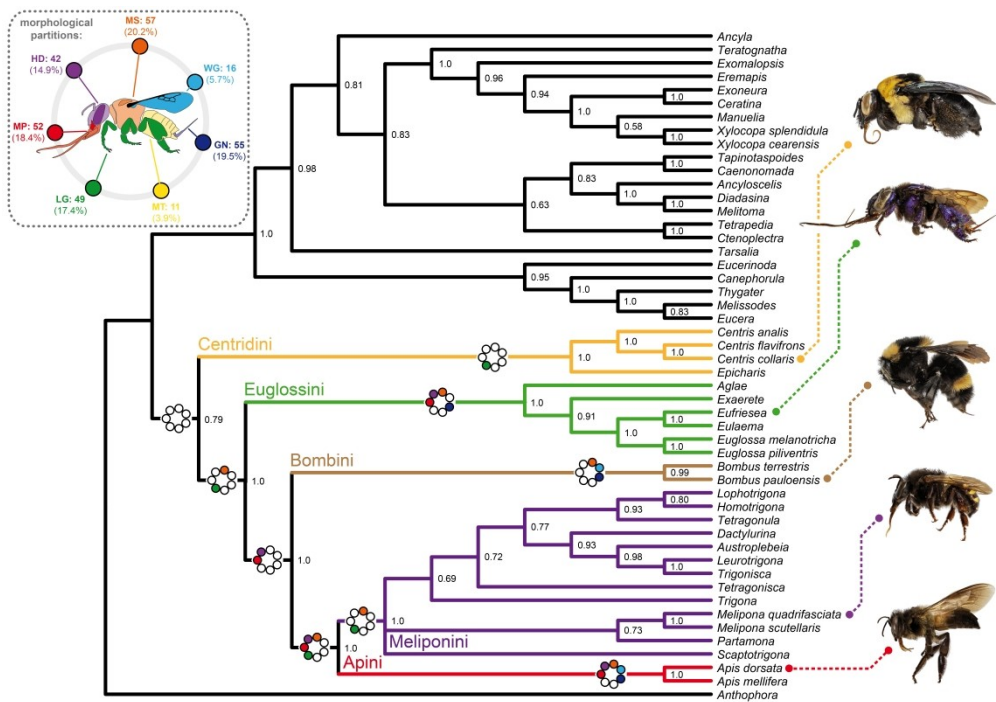 morphological
partitions:
MS: 57
(20.2%)
HD: 42
(14.9%)
WG: 16
(5.7%)
MP: 52
(18.4%)
GN: 55
(19.5%)
LG: 49
(17.4%)
MT: 11
(3.9%)
Ancyla
Teratognatha
1.0
Exomalopsis
0.96
Eremapis
0.81
0.94
Exoneura
1.0
Ceratina
1.0
Manuelia
0.58
Xylocopa splendidula
0.83
1.0
Xylocopa cearensis
Tapinotaspoides
1.0
Caenonomada
0.98
0.83
Ancyloscelis
1.0
Diadasina
1.0
Melitoma
0.63
Tetrapedia
1.0
Ctenoplectra
1.0
Tarsalia
Eucerinoda
0.95
Canephorula
1.0
Thygater
1.0
Melissodes
0.83
Eucera
Centridini
Centris analis
1.0
Centris flavifrons
1.0
1.0
Centris collaris
Epicharis
Euglossini
Aglae
1.0
Exaerete
0.79
0.91
Eufriesea
1.0
Eulaema
1.0
Euglossa melanotricha
1.0
Euglossa piliventris
Bombini
Bombus terrestris
1.0
0.99
Bombus pauloensis
Lophotrigona
0.80
Homotrigona
0.93
Tetragonula
0.77
Dactylurina
0.93
Austroplebeia
1.0
0.72
0.98
Leurotrigona
1.0
Trigonisca
0.69
Tetragonisca
Trigona
Melipona quadrifasciata
1.0
1.0
0.73
Melipona scutellaris
Partamona
1.0
Meliponini
Scaptotrigona
Apini
Apis dorsata
1.0
Apis mellifera
Anthophora